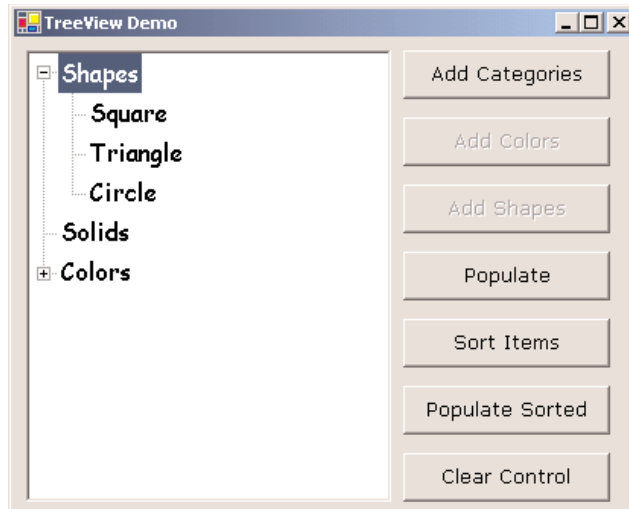 TreeView Demo
Shapes
Square
Triangle
Circle
Solids
Colors
Add Categories
Add Colors
Add Shapes
Populate
Sort Items
Populate Sorted
Clear Control